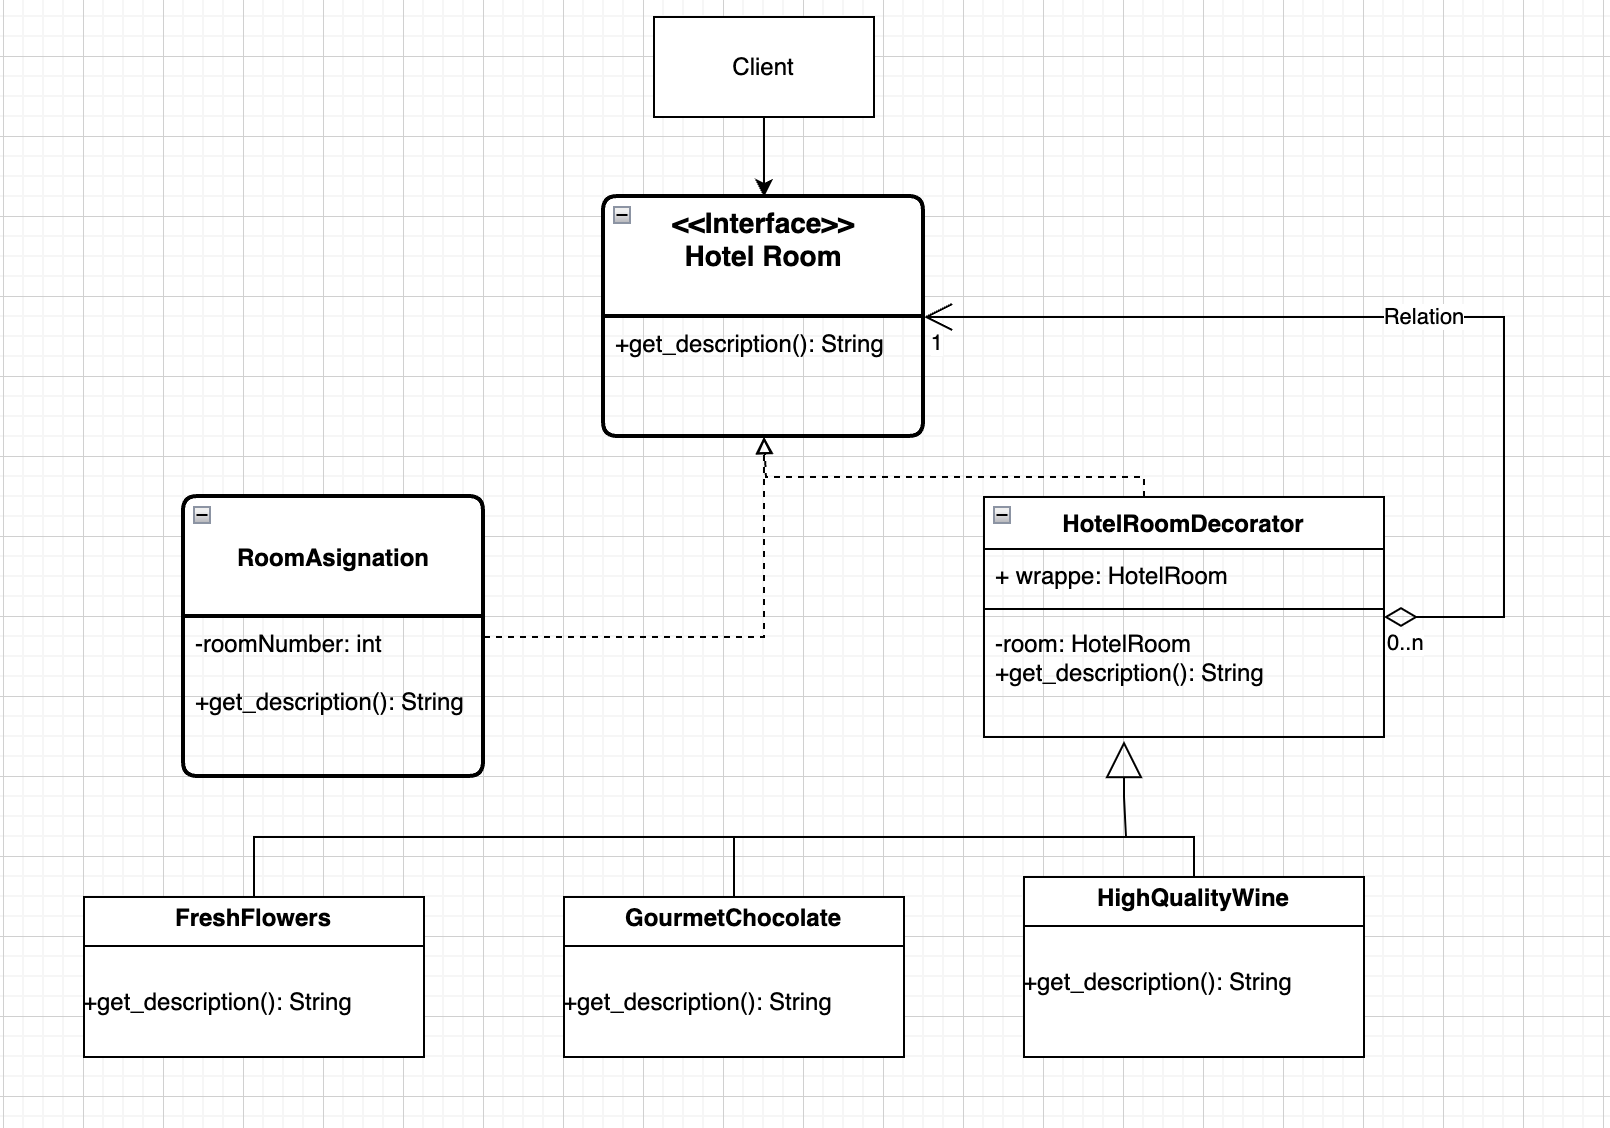 Client
<<Interface>>
Hotel Room
+get_description(): String
Relation
1
RoomAsignation
-roomNumber: int
+get_description(): String
HotelRoomDecorator
+ wrappe: HotelRoom
-room: HotelRoom
+get_description(): String
0..n
FreshFlowers
+get_description(): String
GourmetChocolate
+get_description(): String
HighQualityWine
+get_description(): String